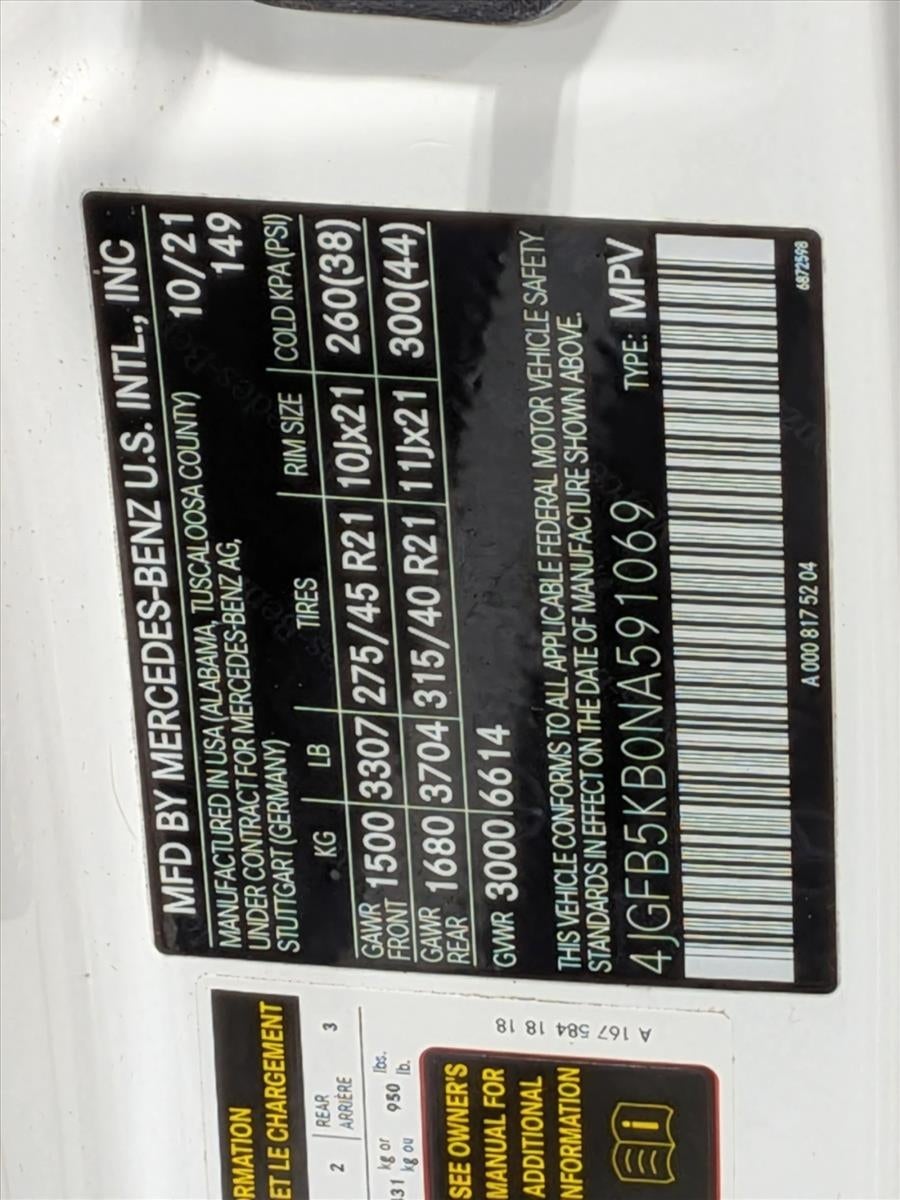 MFD BY MERCEDES-BENZ U.S. INTL., INC
MANUFACTURED IN USA (ALABAMA, TUSCALOOSA COUNTY) 10/21
UNDER CONTRACT FOR MERCEDES-BENZ AG, 149
STUTTGART (GERMANY)
KG LB TIRES RIM SIZE COLD KPA (PSI)
GAWR FRONT 1500 3307 275/45 R21 10Jx21 260(38)
GAWR REAR 1680 3704 315/40 R21 11Jx21 300(44)
GVWR 3000 6614
THIS VEHICLE CONFORMS TO ALL APPLICABLE FEDERAL MOTOR VEHICLE SAFETY
STANDARDS IN EFFECT ON THE DATE OF MANUFACTURE SHOWN ABOVE.
4JGFB5KB0NA591069 TYPE: MPV
A 000 817 52 04 6872598
RMATION
ET LE CHARGEMENT
2 REAR 3
ARRIÈRE
431 kg or 950 lbs.
kg ou lb.
A 167 584 18 18
SEE OWNER'S
MANUAL FOR
ADDITIONAL
NFORMATION